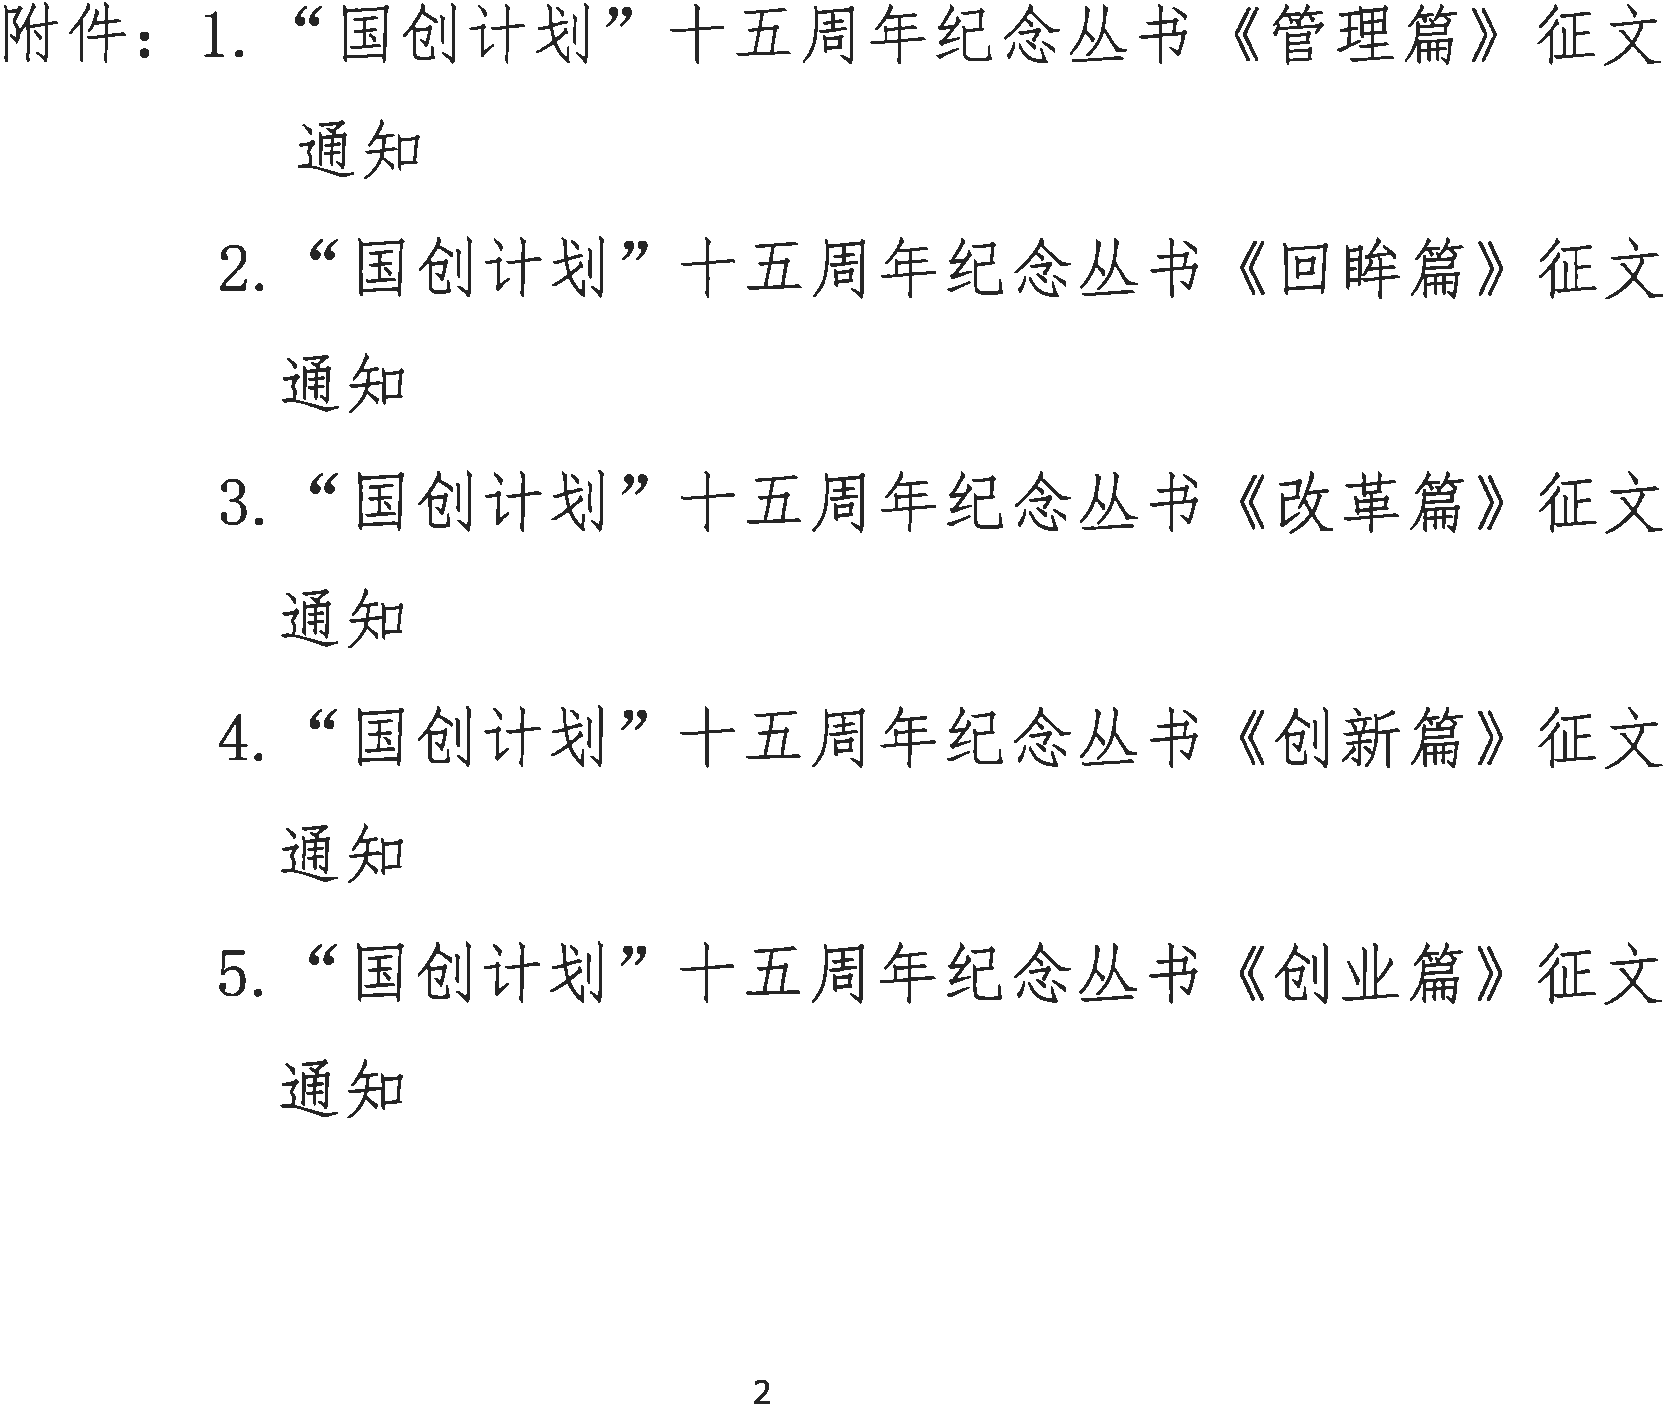 附件：1.“国创计划”十五周年纪念丛书《管理篇》征文
通知
2.“国创计划”十五周年纪念丛书《回眸篇》征文
通知
3.“国创计划”十五周年纪念丛书《改革篇》征文
通知
4.“国创计划”十五周年纪念丛书《创新篇》征文
通知
5.“国创计划”十五周年纪念丛书《创业篇》征文
通知
2